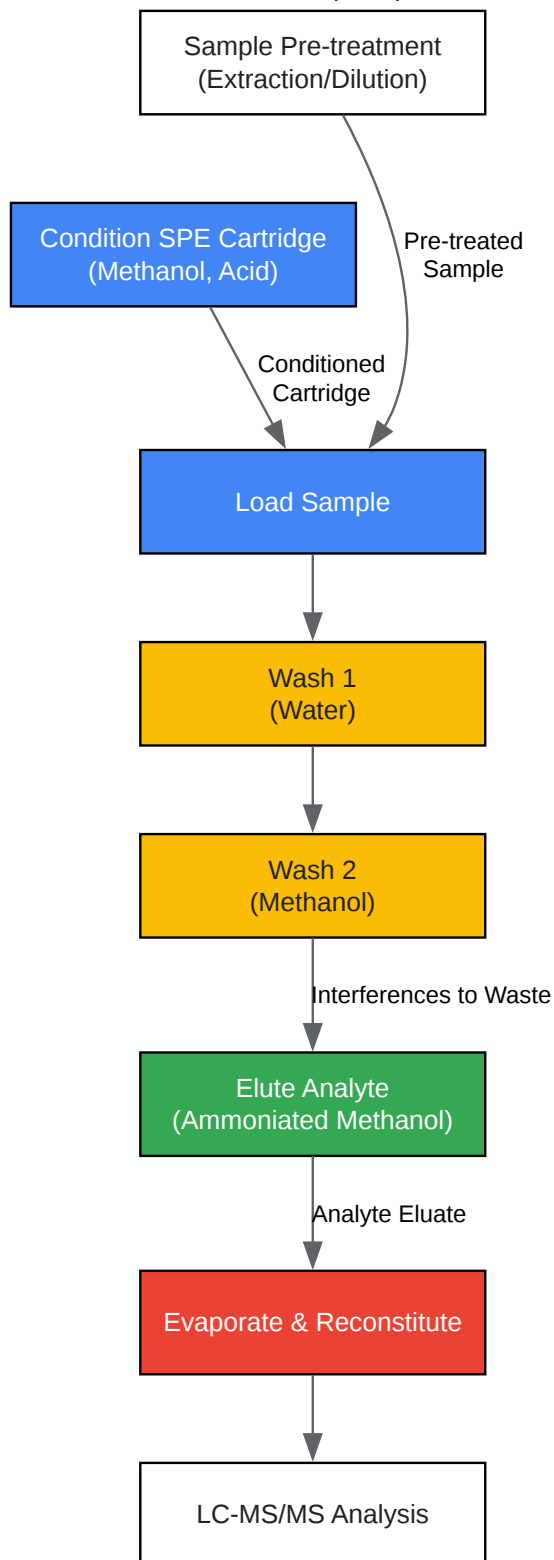 Sample Pre-treatment
(Extraction/Dilution)
Condition SPE Cartridge
(Methanol, Acid)
Pre-treated
Sample
Conditioned
Cartridge
Load Sample
Wash 1
(Water)
Wash 2
(Methanol)
Interferences to Waste
Elute Analyte
(Ammoniated Methanol)
Analyte Eluate
Evaporate & Reconstitute
LC-MS/MS Analysis